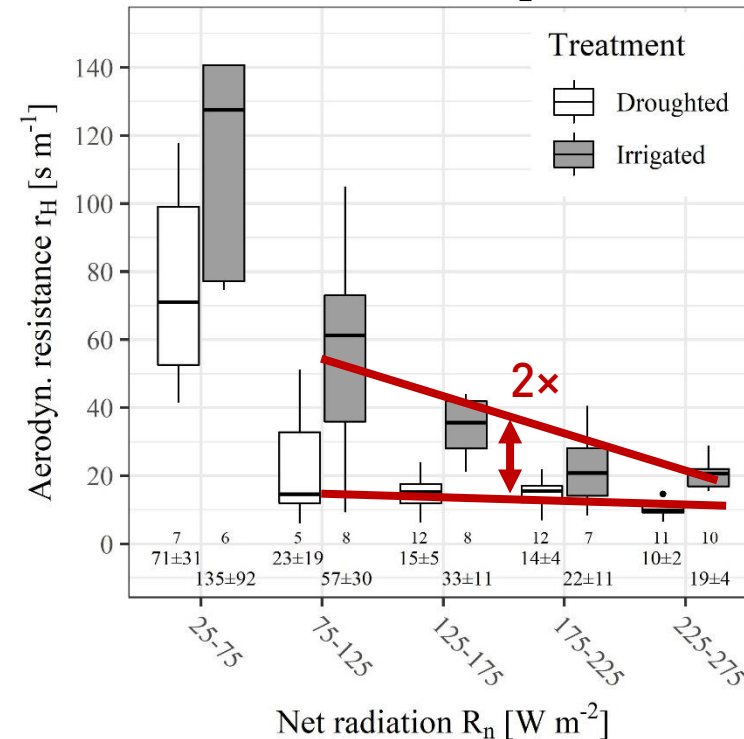 Treatment
Droughted
Irrigated
Aerodyn. resistance rH [s m-1]
140
120
100
80
60
40
20
0
2×
7 6 5 8 12 8 12 7 11 10
71±31 23±19 15±5 14±4 10±2
135±92 57±30 33±11 22±11 19±4
25-75 75-125 125-175 175-225 225-275
Net radiation Rn [W m-2]